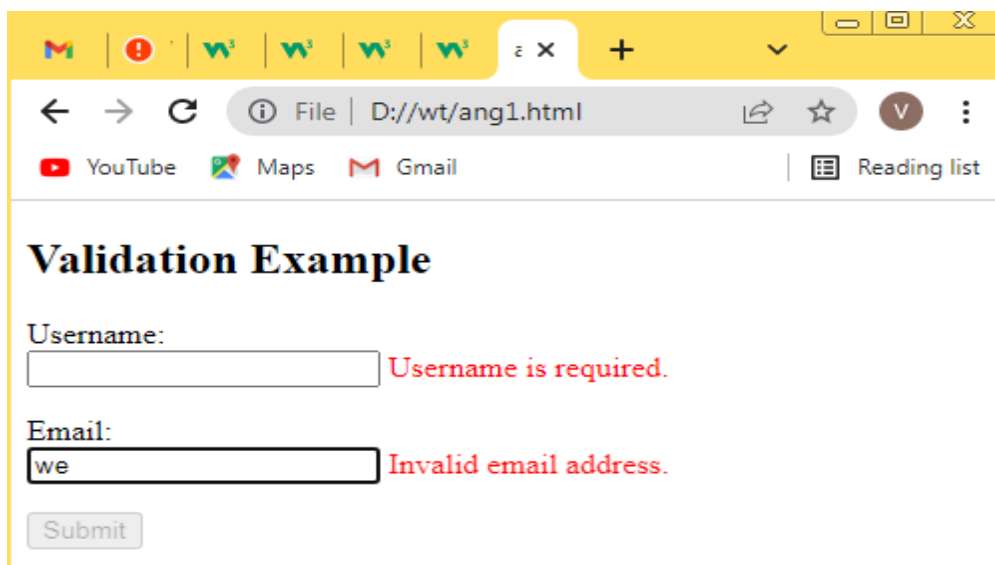 File | D://wt/ang1.html
V
YouTube Maps Gmail
Reading list
Validation Example
Username:
Username is required.
Email:
we Invalid email address.
Submit